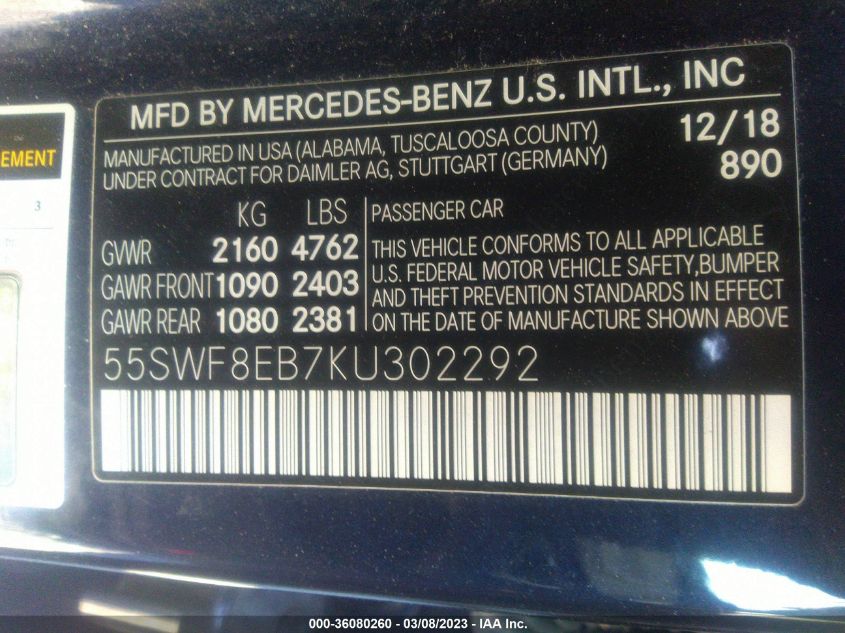 MFD BY MERCEDES-BENZ U.S. INTL., INC
MANUFACTURED IN USA (ALABAMA, TUSCALOOSA COUNTY) 12/18
UNDER CONTRACT FOR DAIMLER AG, STUTTGART (GERMANY) 890
EMENT
3
KG LBS
GVWR 2160 4762
GAWR FRONT 1090 2403
GAWR REAR 1080 2381
PASSENGER CAR
THIS VEHICLE CONFORMS TO ALL APPLICABLE
U.S. FEDERAL MOTOR VEHICLE SAFETY,BUMPER
AND THEFT PREVENTION STANDARDS IN EFFECT
ON THE DATE OF MANUFACTURE SHOWN ABOVE
55SWF8EB7KU302292
000-36080260 - 03/08/2023 - IAA Inc.